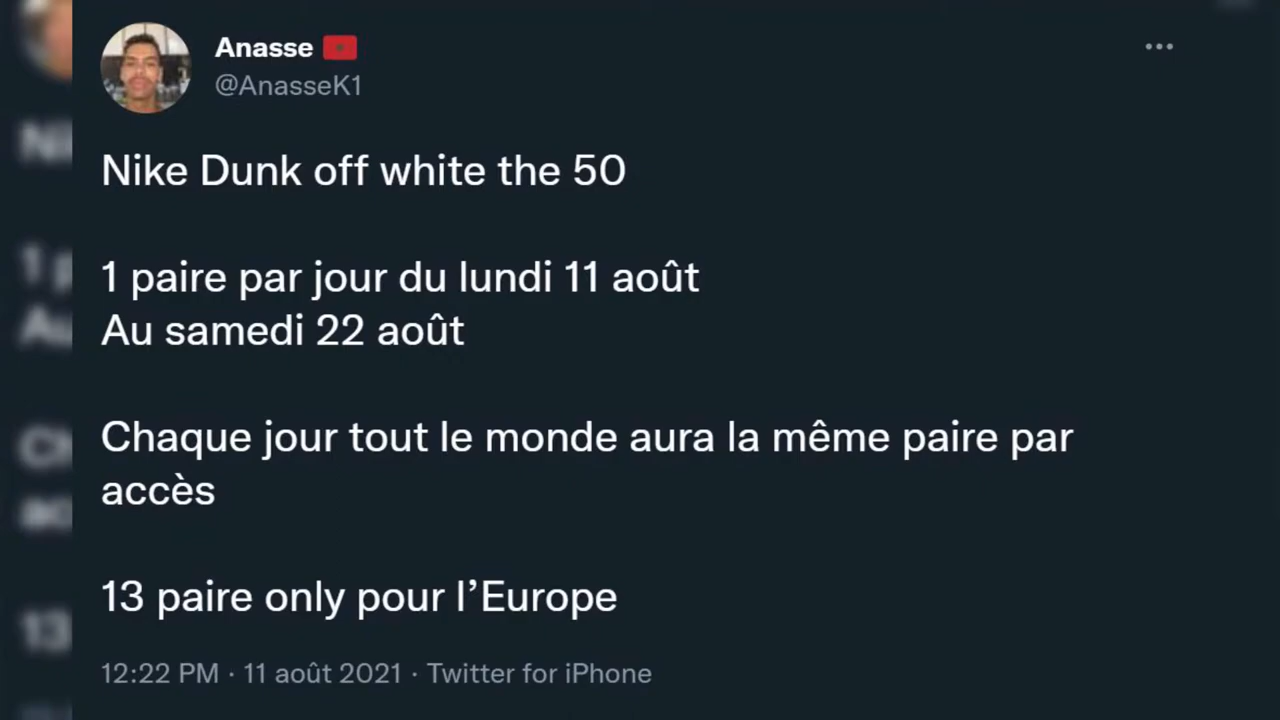 Anasse
@AnasseK1
Nike Dunk off white the 50
1 paire par jour du lundi 11 août
Au samedi 22 août
Chaque jour tout le monde aura la même paire par
accès
13 paire only pour l’Europe
12:22 PM · 11 août 2021 · Twitter for iPhone